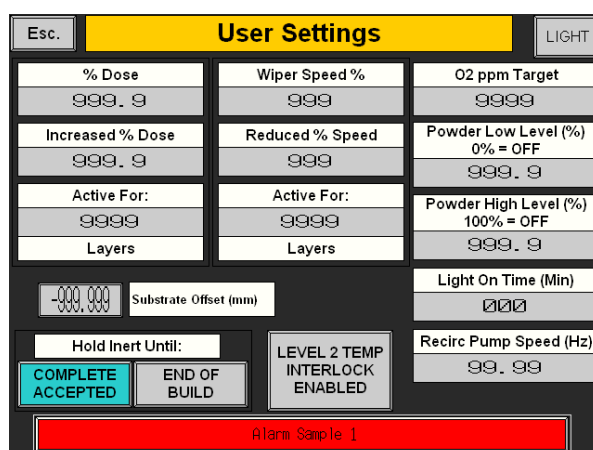 Esc.
User Settings
LIGHT
% Dose
999.9
Increased % Dose
999.9
Active For:
9999
Layers
Wiper Speed %
999
Reduced % Speed
999
Active For:
9999
Layers
O2 ppm Target
9999
Powder Low Level (%)
0% = OFF
999.9
Powder High Level (%)
100% = OFF
999.9
Light On Time (Min)
000
Recirc Pump Speed (Hz)
99.99
-999.999
Substrate Offset (mm)
Hold Inert Until:
COMPLETE
ACCEPTED
END OF
BUILD
LEVEL 2 TEMP
INTERLOCK
ENABLED
Alarm Sample 1